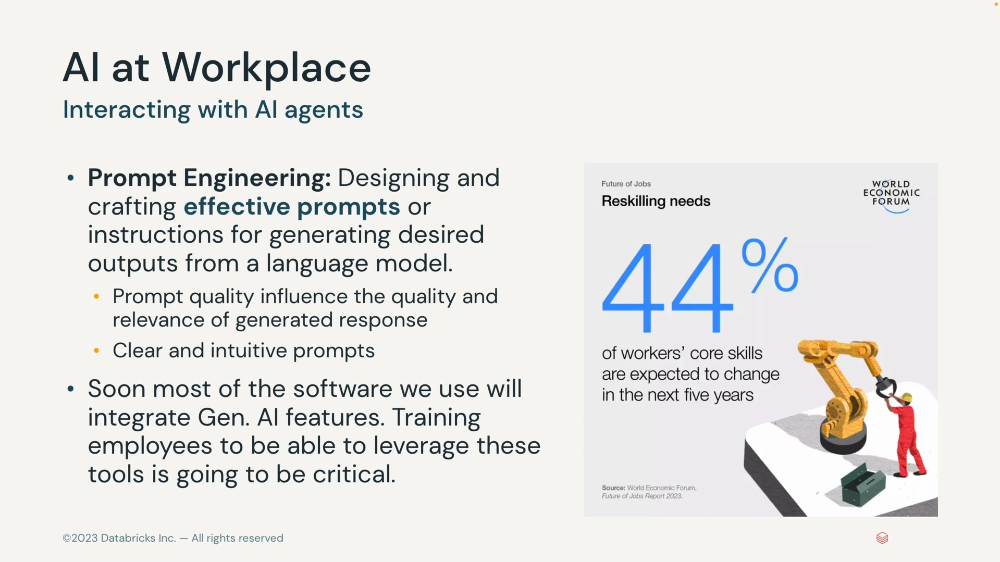 AI at Workplace
Interacting with AI agents
• Prompt Engineering: Designing and
crafting effective prompts or
instructions for generating desired
outputs from a language model.
• Prompt quality influence the quality and
relevance of generated response
• Clear and intuitive prompts
• Soon most of the software we use will
integrate Gen. AI features. Training
employees to be able to leverage these
tools is going to be critical.
Future of Jobs
Reskilling needs
WORLD
ECONOMIC
FORUM
44%
of workers’ core skills
are expected to change
in the next five years
Source: World Economic Forum,
Future of Jobs Report 2023.
©2023 Databricks Inc. — All rights reserved